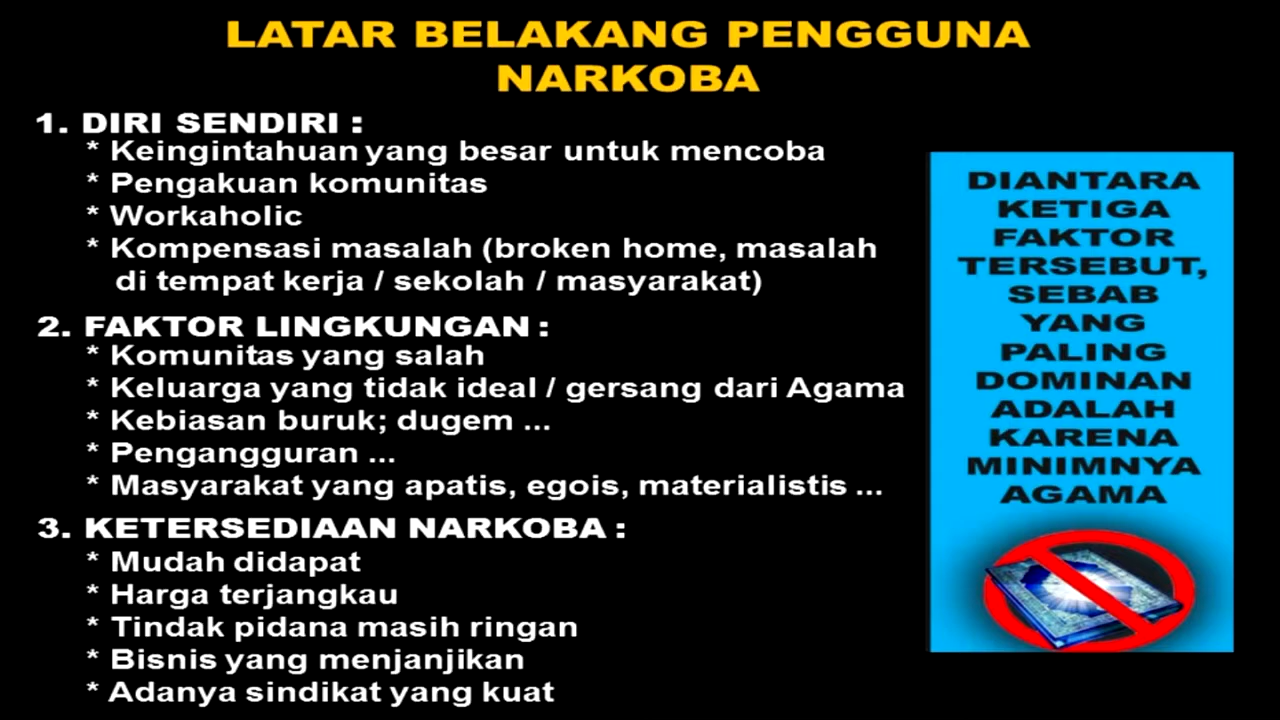 LATAR BELAKANG PENGGUNA
NARKOBA
1. DIRI SENDIRI :
* Keingintahuan yang besar untuk mencoba
* Pengakuan komunitas
* Workaholic
* Kompensasi masalah (broken home, masalah
di tempat kerja / sekolah / masyarakat)
2. FAKTOR LINGKUNGAN :
* Komunitas yang salah
* Keluarga yang tidak ideal / gersang dari Agama
* Kebiasan buruk; dugem ...
* Pengangguran ...
* Masyarakat yang apatis, egois, materialistis ...
3. KETERSEDIAAN NARKOBA :
* Mudah didapat
* Harga terjangkau
* Tindak pidana masih ringan
* Bisnis yang menjanjikan
* Adanya sindikat yang kuat
DIANTARA
KETIGA
FAKTOR
TERSEBUT,
SEBAB
YANG
PALING
DOMINAN
ADALAH
KARENA
MINIMNYA
AGAMA